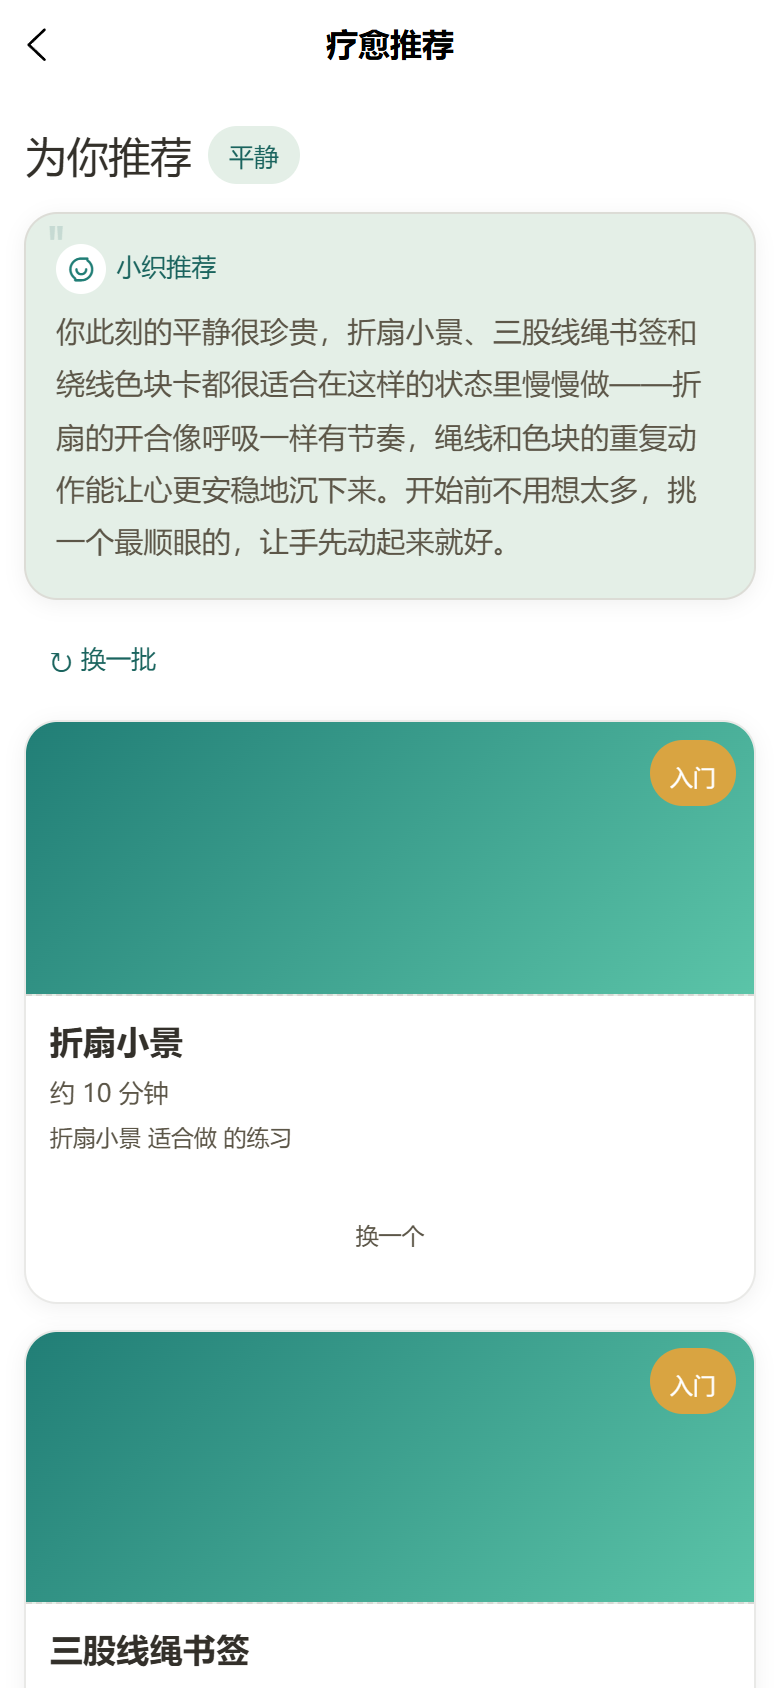 疗愈推荐
为你推荐 平静
"
小织推荐
你此刻的平静很珍贵，折扇小景、三股线绳书签和
绕线色块卡都很适合在这样的状态里慢慢做——折
扇的开合像呼吸一样有节奏，绳线和色块的重复动
作能让心更安稳地沉下来。开始前不用想太多，挑
一个最顺眼的，让手先动起来就好。
↻ 换一批
入门
折扇小景
约 10 分钟
折扇小景 适合做 的练习
换一个
入门
三股线绳书签